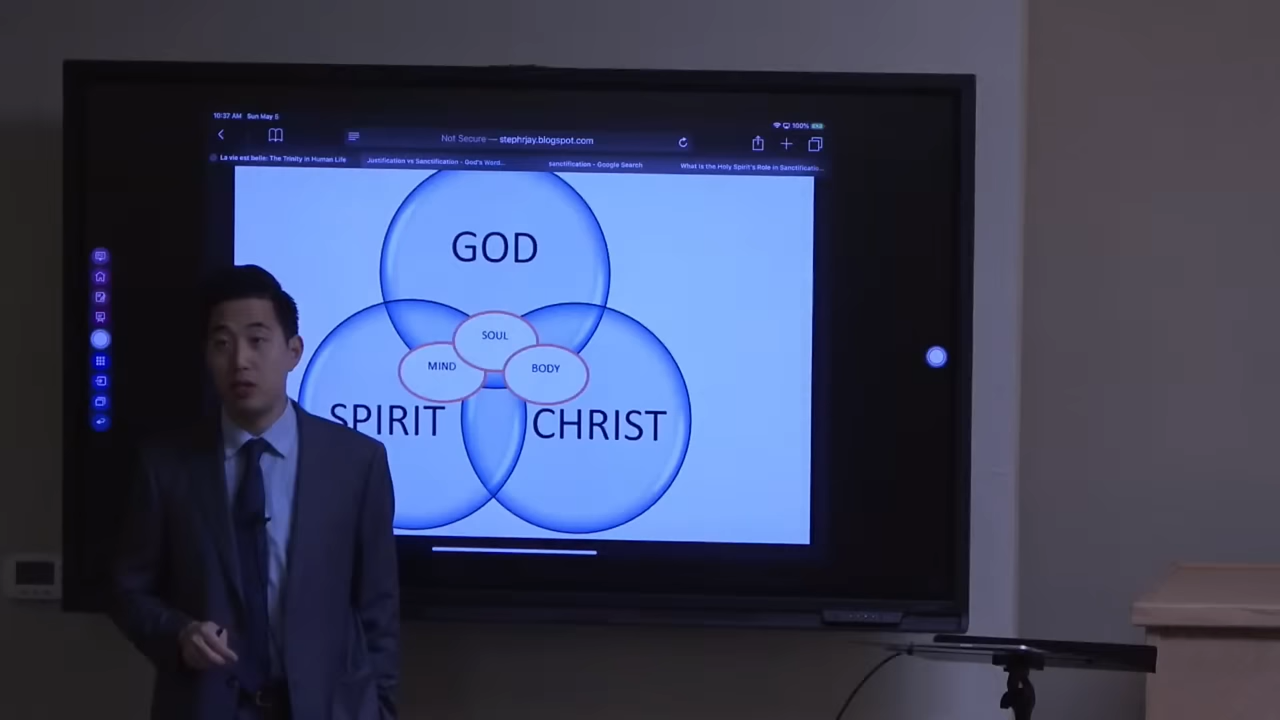 10:37 AM Sun May 5
100%
Not Secure — stephrjay.blogspot.com
La vie est belle: The Trinity in Human Life
Justification vs Sanctification - God's Word...
sanctification - Google Search
What is the Holy Spirit's Role in Sanctificatio...
GOD
SOUL
MIND
BODY
SPIRIT
CHRIST